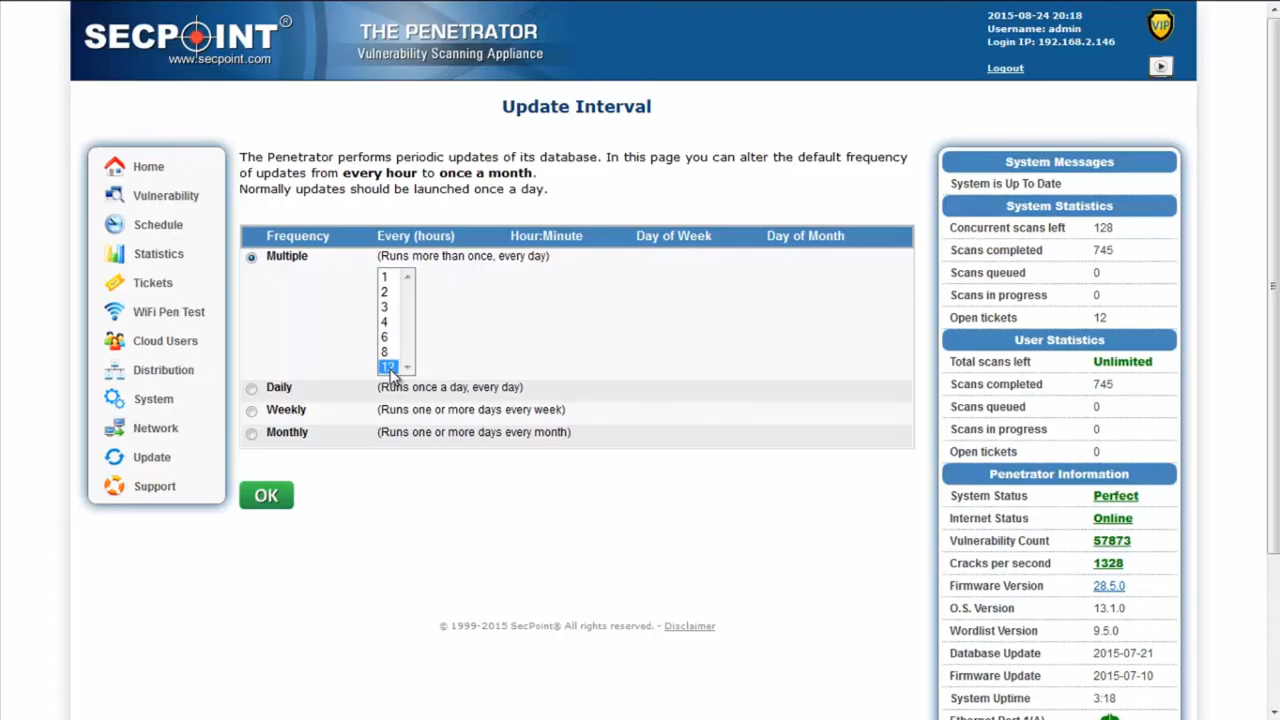 SECPOINT®
www.secpoint.com
THE PENETRATOR
Vulnerability Scanning Appliance
2015-08-24 20:18
Username: admin
Login IP: 192.168.2.146
Logout
VIP
Update Interval
Home
Vulnerability
Schedule
Statistics
Tickets
WiFi Pen Test
Cloud Users
Distribution
System
Network
Update
Support
The Penetrator performs periodic updates of its database. In this page you can alter the default frequency
of updates from every hour to once a month.
Normally updates should be launched once a day.
Frequency Every (hours) Hour:Minute Day of Week Day of Month
Multiple (Runs more than once, every day)
1
2
3
4
6
8
12
Daily (Runs once a day, every day)
Weekly (Runs one or more days every week)
Monthly (Runs one or more days every month)
OK
© 1999-2015 SecPoint® All rights reserved. - Disclaimer
System Messages
System is Up To Date
System Statistics
Concurrent scans left 128
Scans completed 745
Scans queued 0
Scans in progress 0
Open tickets 12
User Statistics
Total scans left Unlimited
Scans completed 745
Scans queued 0
Scans in progress 0
Open tickets 0
Penetrator Information
System Status Perfect
Internet Status Online
Vulnerability Count 57873
Cracks per second 1328
Firmware Version 28.5.0
O.S. Version 13.1.0
Wordlist Version 9.5.0
Database Update 2015-07-21
Firmware Update 2015-07-10
System Uptime 3:18
Ethernet Port 1(A)